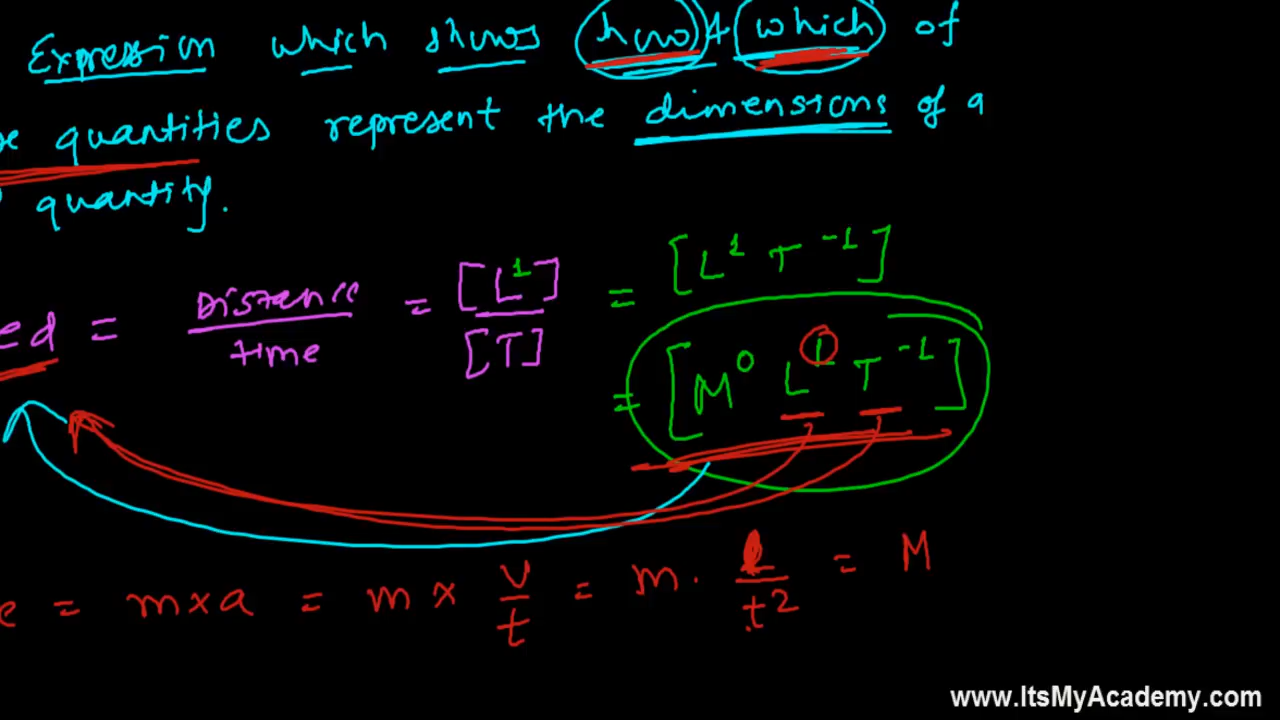 Expression which shows how & which of
se quantities represent the dimensions of a
quantity.
ed = Distance / time = [L¹] / [T] = [L¹ T⁻¹]
= [M⁰ L¹ T⁻¹]
e = m×a = m × v/t = m · l/t² = M
www.ItsMyAcademy.com